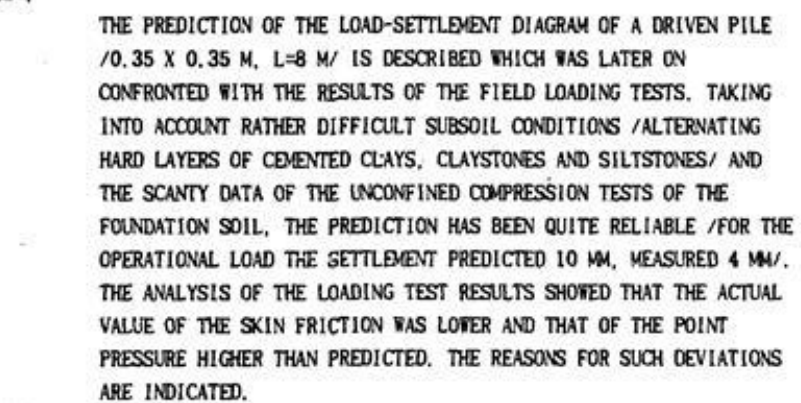 THE PREDICTION OF THE LOAD-SETTLEMENT DIAGRAM OF A DRIVEN PILE
/0.35 X 0.35 M, L=8 M/ IS DESCRIBED WHICH WAS LATER ON
CONFRONTED WITH THE RESULTS OF THE FIELD LOADING TESTS. TAKING
INTO ACCOUNT RATHER DIFFICULT SUBSOIL CONDITIONS /ALTERNATING
HARD LAYERS OF CEMENTED CLAYS, CLAYSTONES AND SILTSTONES/ AND
THE SCANTY DATA OF THE UNCONFINED COMPRESSION TESTS OF THE
FOUNDATION SOIL, THE PREDICTION HAS BEEN QUITE RELIABLE /FOR THE
OPERATIONAL LOAD THE SETTLEMENT PREDICTED 10 MM, MEASURED 4 MM/.
THE ANALYSIS OF THE LOADING TEST RESULTS SHOWED THAT THE ACTUAL
VALUE OF THE SKIN FRICTION WAS LOWER AND THAT OF THE POINT
PRESSURE HIGHER THAN PREDICTED. THE REASONS FOR SUCH DEVIATIONS
ARE INDICATED.